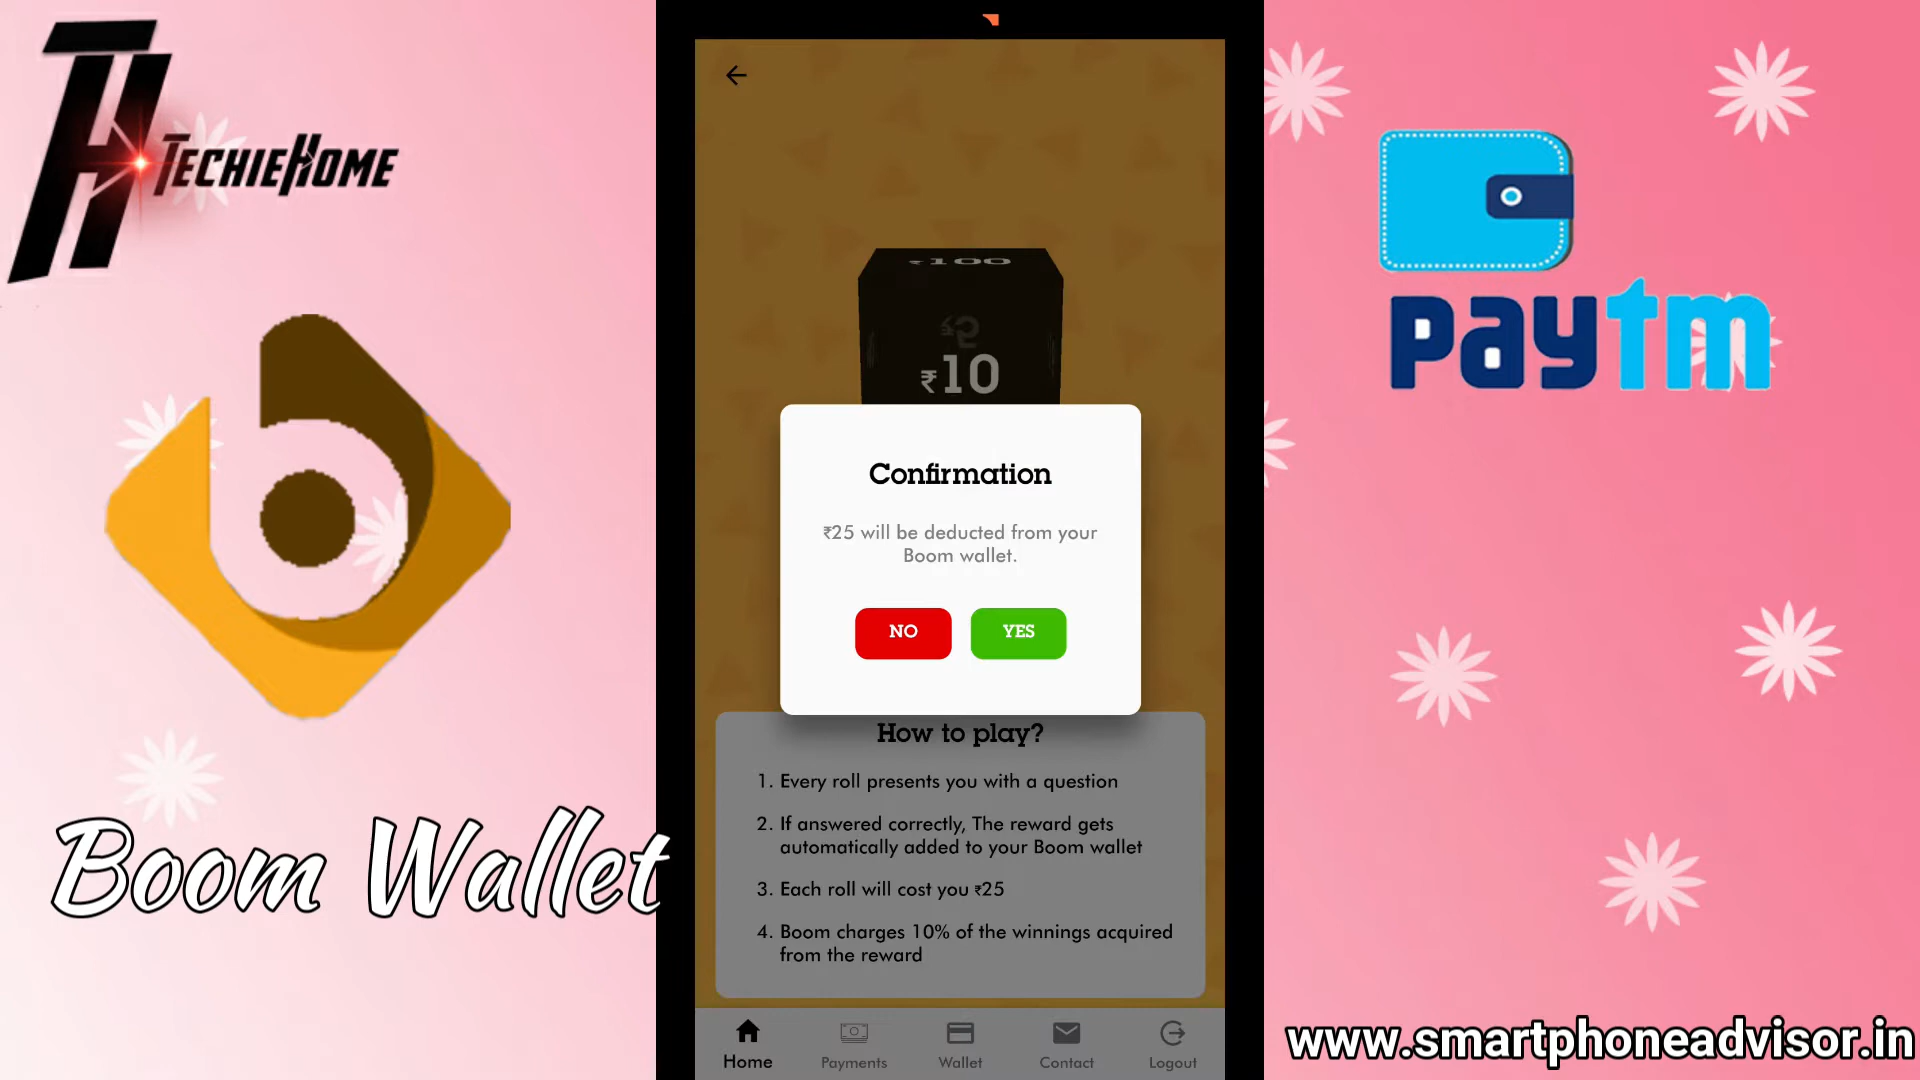 TH
TECHIEHOME
Boom Wallet
₹100
₹10
Confirmation
₹25 will be deducted from your
Boom wallet.
NO
YES
How to play?
1. Every roll presents you with a question
2. If answered correctly, The reward gets
automatically added to your Boom wallet
3. Each roll will cost you ₹25
4. Boom charges 10% of the winnings acquired
from the reward
Home
Payments
Wallet
Contact
Logout
paytm
www.smartphoneadvisor.in